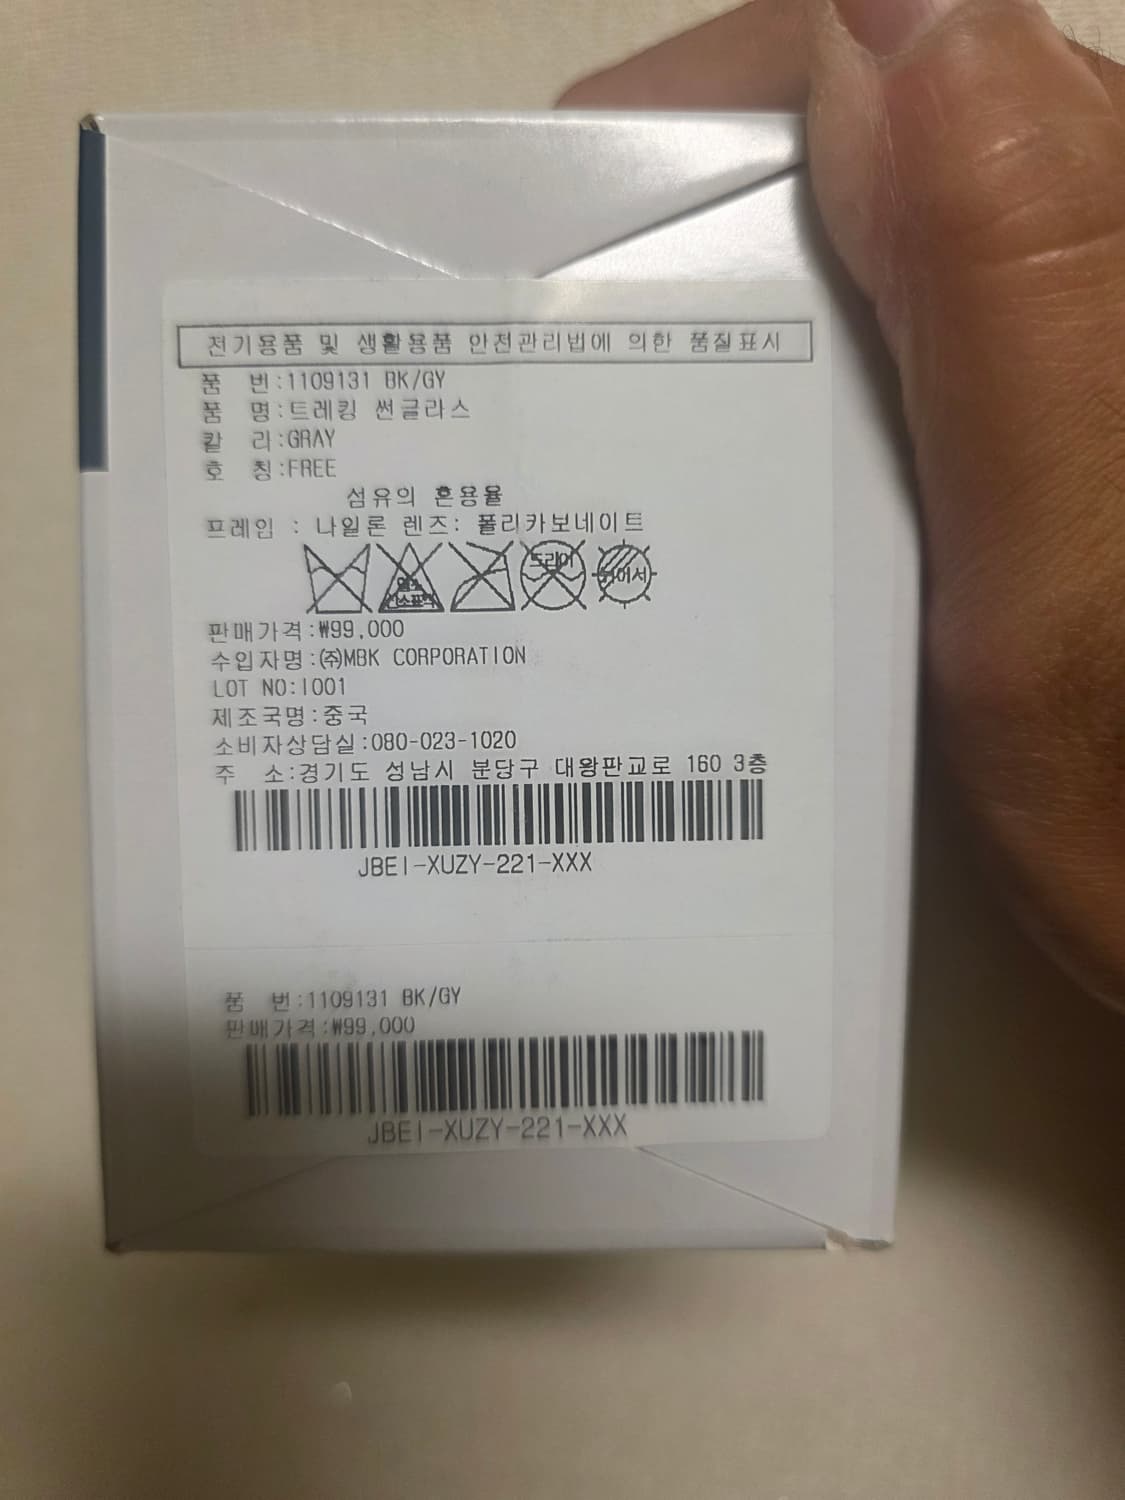 전기용품 및 생활용품 안전관리법에 의한 품질표시
품 번:1109131 BK/GY
품 명:트레킹 썬글라스
칼 리:GRAY
호 칭:FREE
섬유의 혼용율
프레임 : 나일론 렌즈: 폴리카보네이트
드라이
판매가격:₩99,000
수입자명:㈜MBK CORPORATION
LOT NO:I001
제조국명:중국
소비자상담실:080-023-1020
주 소:경기도 성남시 분당구 대왕판교로 160 3층
JBEI-XUZY-221-XXX
품 번:1109131 BK/GY
판매가격:₩99,000
JBEI-XUZY-221-XXX